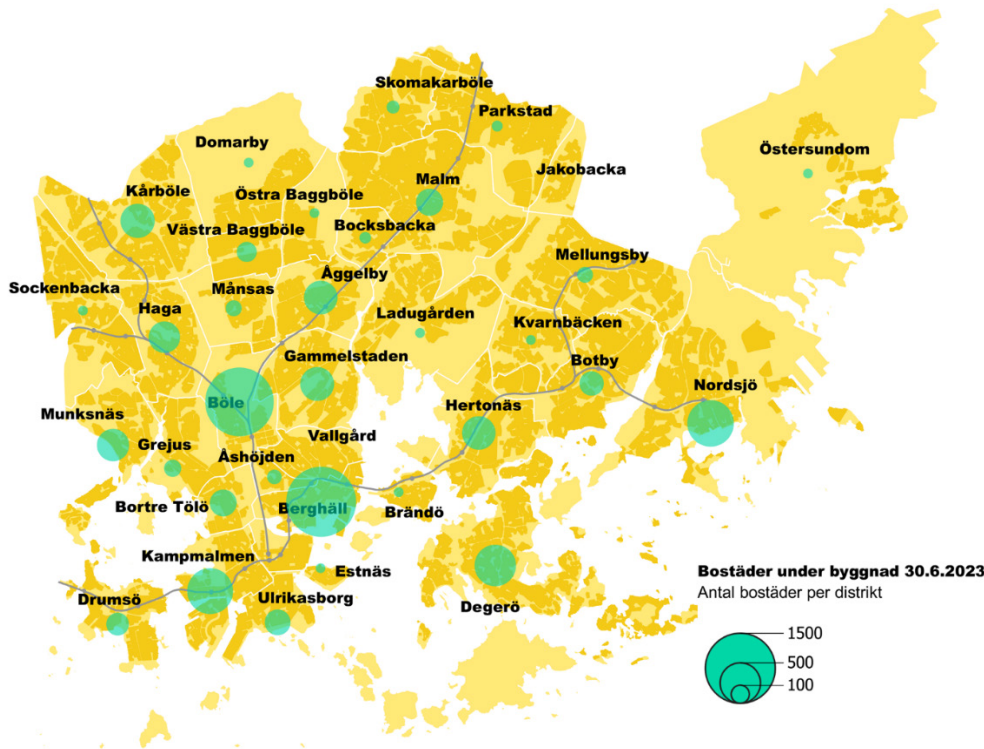 Skomakarböle
Parkstad
Domarby
Östersundom
Jakobacka
Malm
Kårböle
Östra Baggböle
Västra Baggböle
Bocksbacka
Mellungsby
Åggelby
Sockenbacka
Månsas
Haga
Ladugården
Kvarnbäcken
Gammelstaden
Botby
Nordsjö
Böle
Hertonäs
Munksnäs
Vallgård
Grejus
Åshöjden
Bortre Tölö
Berghäll
Brändö
Kampmalmen
Estnäs
Drumsö
Ulrikasborg
Degerö
Bostäder under byggnad 30.6.2023
Antal bostäder per distrikt
1500
500
100